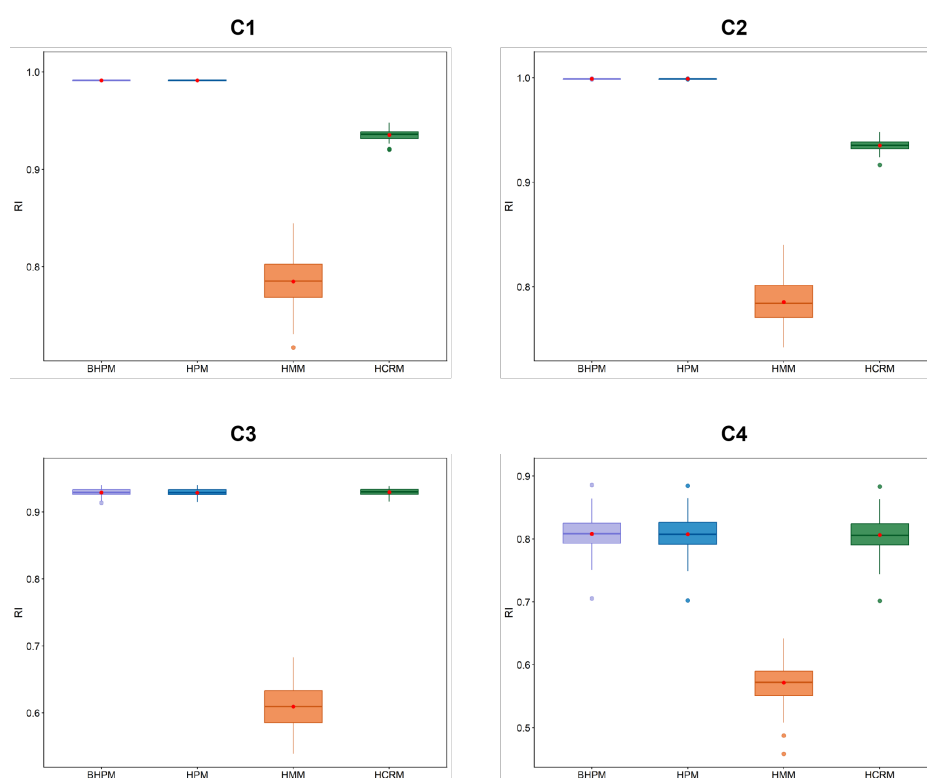 C1
1.0
0.9
0.8
RI
BHPM HPM HMM HCRM
C2
1.0
0.9
0.8
RI
BHPM HPM HMM HCRM
C3
0.9
0.8
0.7
0.6
RI
BHPM HPM HMM HCRM
C4
0.9
0.8
0.7
0.6
0.5
RI
BHPM HPM HMM HCRM